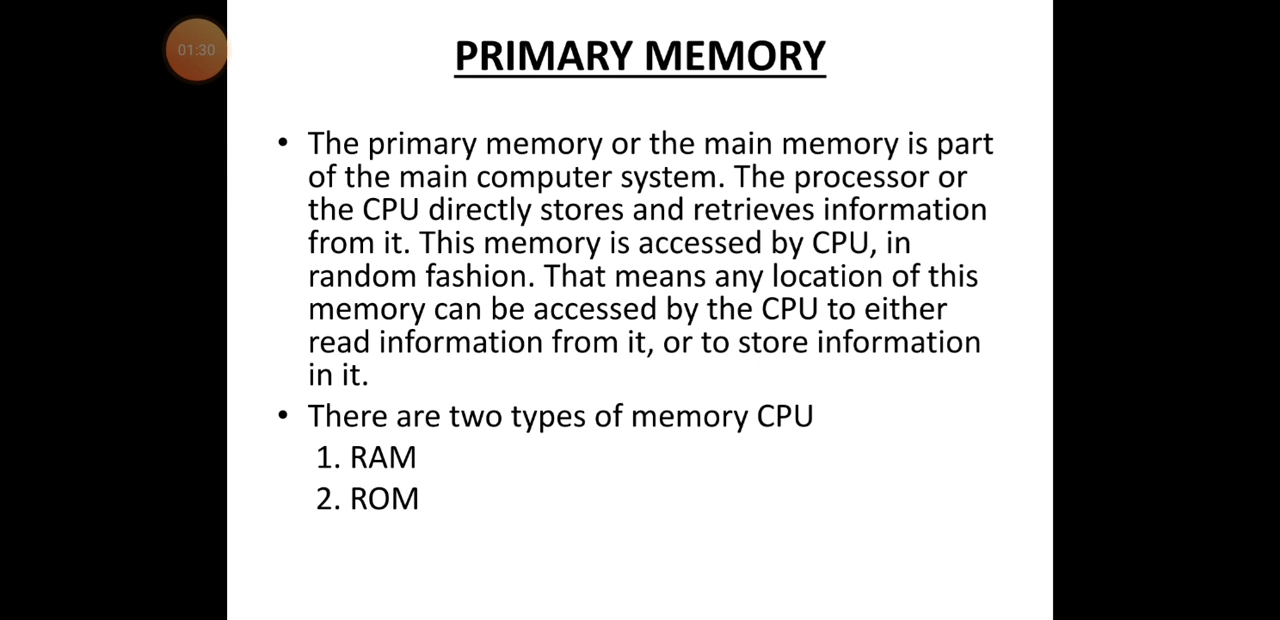 01:30
PRIMARY MEMORY
• The primary memory or the main memory is part
of the main computer system. The processor or
the CPU directly stores and retrieves information
from it. This memory is accessed by CPU, in
random fashion. That means any location of this
memory can be accessed by the CPU to either
read information from it, or to store information
in it.
• There are two types of memory CPU
1. RAM
2. ROM